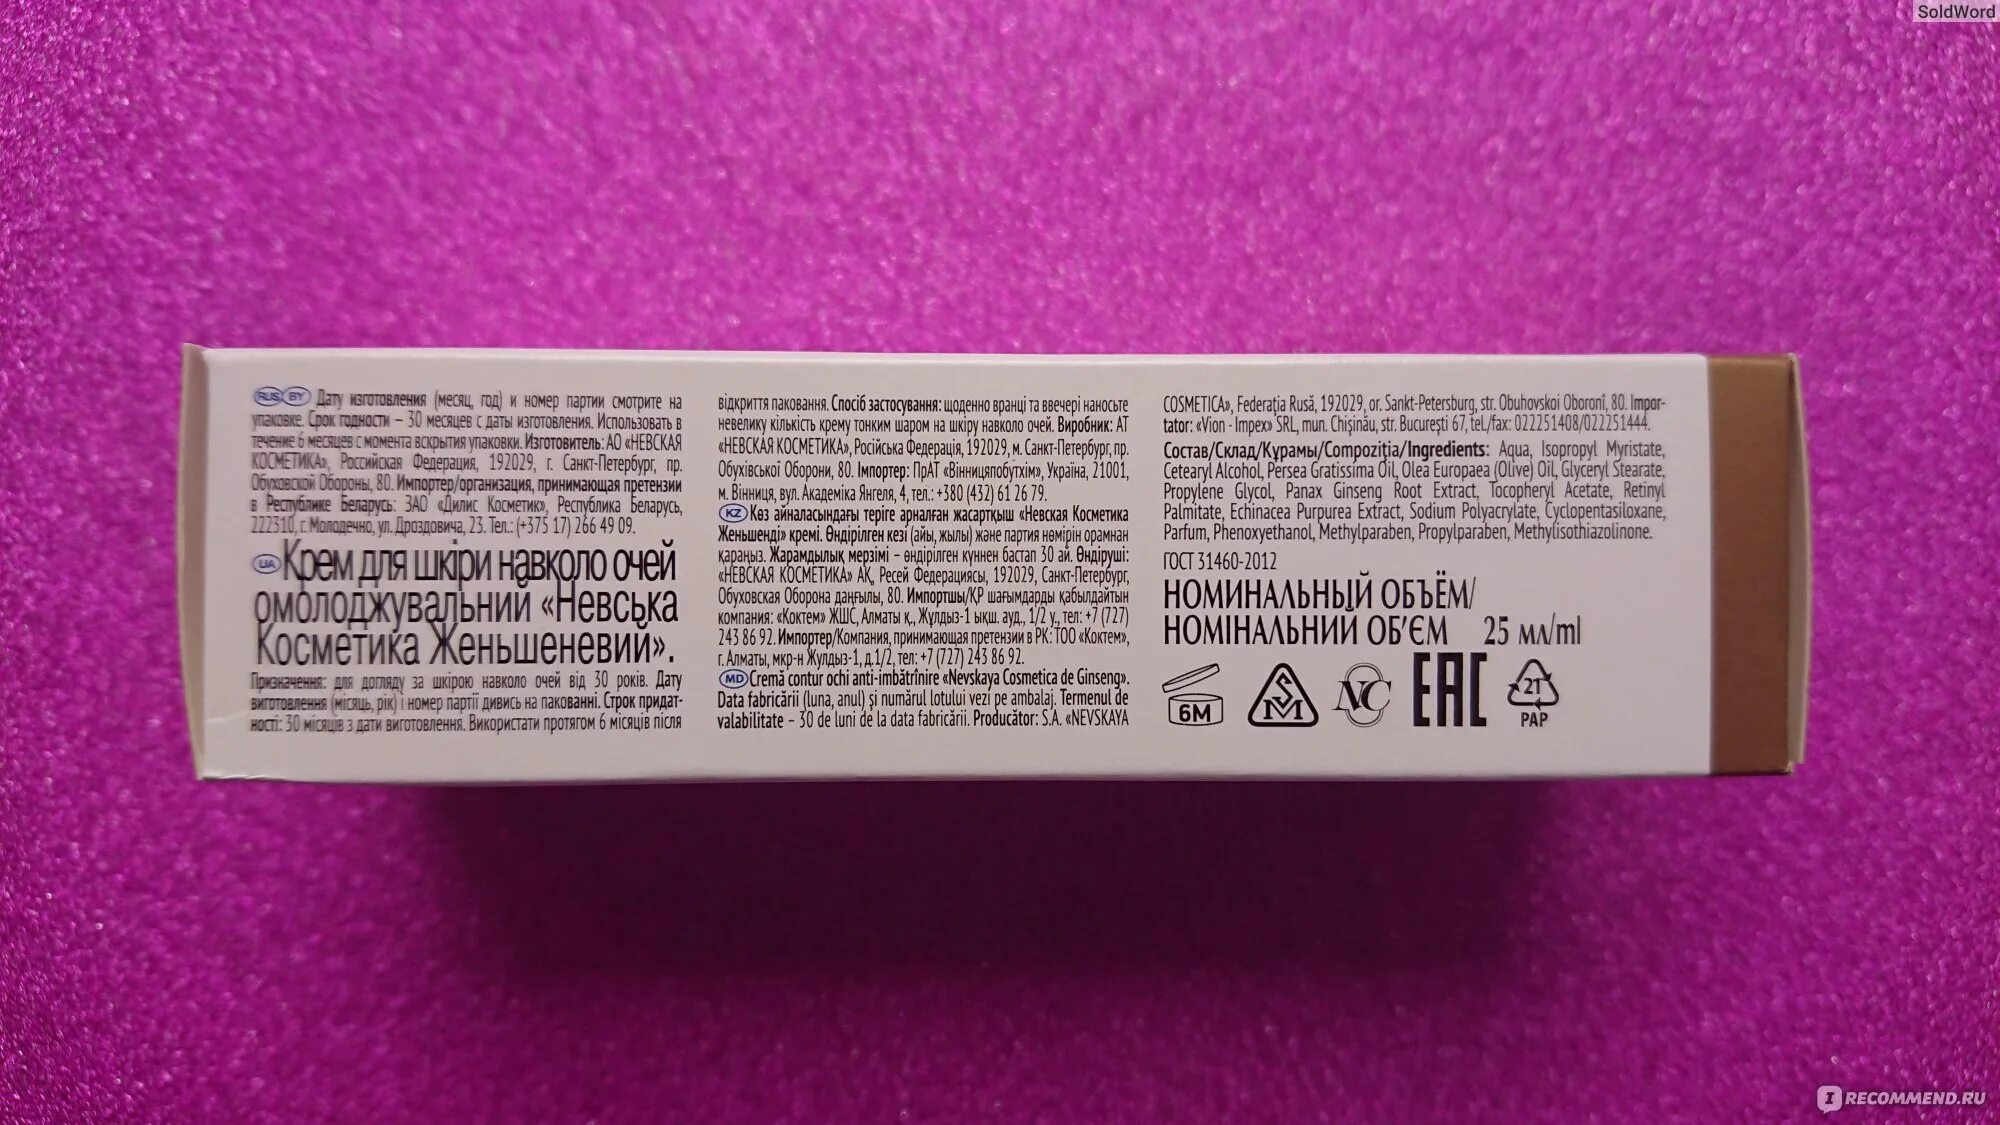 SoldWord
RUS BY Дату изготовления (месяц, год) и номер партии смотрите на
упаковке. Срок годности – 30 месяцев с даты изготовления. Использовать в
течение 6 месяцев с момента вскрытия упаковки. Изготовитель: АО «НЕВСКАЯ
КОСМЕТИКА», Российская Федерация, 192029, г. Санкт-Петербург, пр.
Обуховской Обороны, 80. Импортер/организация, принимающая претензии
в Республике Беларусь: ЗАО «Дилис Косметик», Республика Беларусь,
222310, г. Молодечно, ул. Дроздовича, 23. Тел.: (+375 17) 266 49 09.
UA Крем для шкіри навколо очей
омолоджувальний «Невська
Косметика Женьшеневий».
Призначення: для догляду за шкірою навколо очей від 30 років. Дату
виготовлення (місяць, рік) і номер партії дивись на пакованні. Строк придат-
ності: 30 місяців з дати виготовлення. Використати протягом 6 місяців після
відкриття паковання. Спосіб застосування: щоденно вранці та ввечері наносьте
невелику кількість крему тонким шаром на шкіру навколо очей. Виробник: АТ
«НЕВСКАЯ КОСМЕТИКА», Російська Федерація, 192029, м. Санкт-Петербург, пр.
Обухівської Оборони, 80. Імпортер: ПрАТ «Вінницяпобутхім», Україна, 21001,
м. Вінниця, вул. Академіка Янгеля, 4, тел.: +380 (432) 61 26 79.
KZ Көз айналасындағы теріге арналған жасартқыш «Невская Косметика
Женьшенді» кремі. Өндірілген кезі (айы, жылы) және партия нөмірін орамнан
қараңыз. Жарамдылық мерзімі – өндірілген күннен бастап 30 ай. Өндіруші:
«НЕВСКАЯ КОСМЕТИКА» АҚ, Ресей Федерациясы, 192029, Санкт-Петербург,
Обуховская Оборона даңғылы, 80. Импортшы/ҚР шағымдарды қабылдайтын
компания: «Коктем» ЖШС, Алматы қ., Жұлдыз-1 ықш. ауд., 1/2 ү., тел: +7 (727)
243 86 92. Импортер/Компания, принимающая претензии в РК: ТОО «Коктем»,
г. Алматы, мкр-н Жулдыз-1, д.1/2, тел: +7 (727) 243 86 92.
MD Cremă contur ochi anti-imbătrînire «Nevskaya Cosmetica de Ginseng».
Data fabricării (luna, anul) și numărul lotului vezi pe ambalaj. Termenul de
valabilitate – 30 de luni de la data fabricării. Producător: S.A. «NEVSKAYA
COSMETICA», Federația Rusă, 192029, or. Sankt-Petersburg, str. Obuhovskoi Oboronî, 80. Impor-
tator: «Vion - Impex» SRL, mun. Chișinău, str. București 67, tel./fax: 022251408/022251444.
Состав/Склад/Құрамы/Compoziția/Ingredients: Aqua, Isopropyl Myristate,
Cetearyl Alcohol, Persea Gratissima Oil, Olea Europaea (Olive) Oil, Glyceryl Stearate,
Propylene Glycol, Panax Ginseng Root Extract, Tocopheryl Acetate, Retinyl
Palmitate, Echinacea Purpurea Extract, Sodium Polyacrylate, Cyclopentasiloxane,
Parfum, Phenoxyethanol, Methylparaben, Propylparaben, Methylisothiazolinone.
ГОСТ 31460-2012
НОМИНАЛЬНЫЙ ОБЪЁМ/
НОМІНАЛЬНИЙ ОБ'ЄМ 25 мл/ml
6M НС EAC 21 PAP
IRECOMMEND.RU